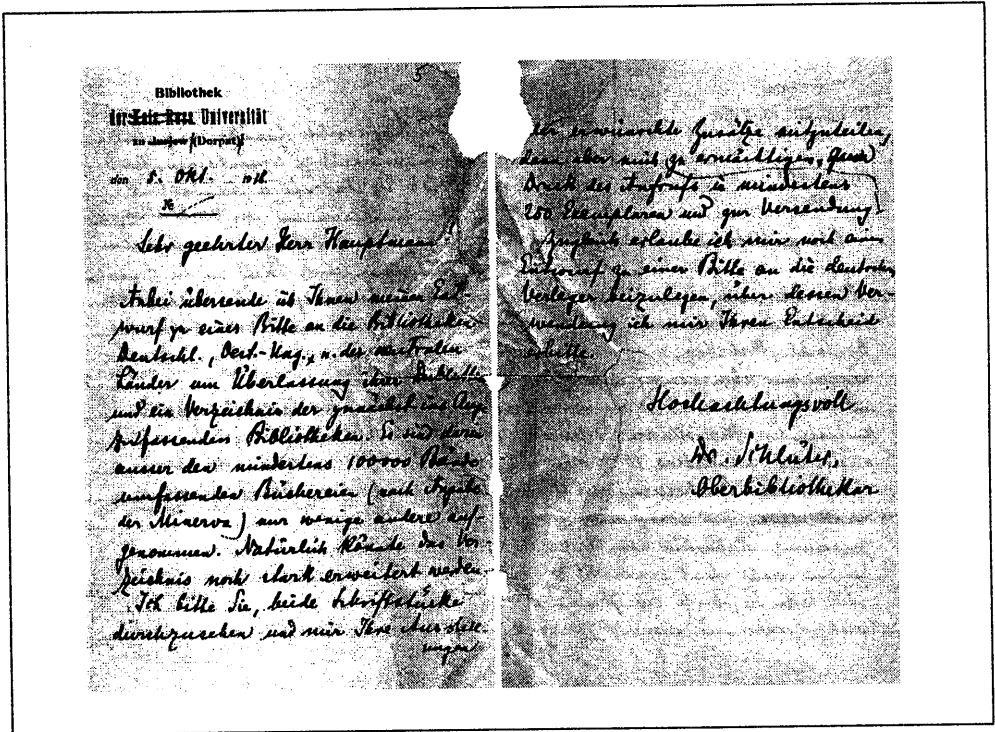 5
Bibliothek
der Kais. Russ. Universität
zu Jurjew (Dorpat)
den 5. Okt. 1918.
№
Sehr geehrter Herr Hauptmann!
Anbei übersende ich Ihnen meinen Ent-
wurf zu einer Bitte an die Bibliotheken
Deutschl., Oest.-Ung., u. der neutralen
Länder um Überlassung ihrer Dublette
und ein Verzeichnis der zunächst ins Auge
zu fassenden Bibliotheken. Es sind darin
ausser den mindestens 100000 Bände
umfassenden Büchereien (nach
der Minerva) nur wenige andere auf-
genommen. Natürlich könnte das Ver-
zeichnis noch stark erweitert werden.
Ich bitte Sie, beide Schriftstücke
durchzusehen und mir Ihre Ausstell-
ungen
oder erwünschte Zusätze mitzuteilen,
dann aber mich zu ermächtigen, zum
Druck des Aufrufs in mindestens
200 Exemplaren und zur Versendung
Zugleich erlaube ich mir noch einen
Entwurf zu einer Bitte an die deutschen
Verleger beizulegen, über dessen Ver-
wendung ich mir Ihren Entscheid
erbitte.
Hochachtungsvoll
Dr. Schlüter,
Oberbibliothekar